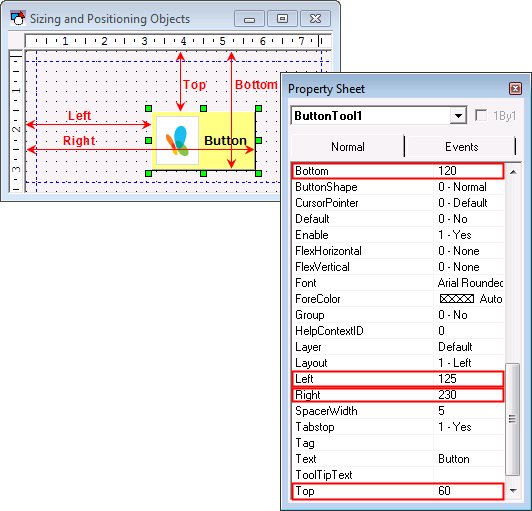 Sizing and Positioning Objects
1 2 3 4 5 6 7
1
2
3
Top
Bottom
Left
Right
Button
Property Sheet
ButtonTool1 1By1
Normal Events
Bottom 120
ButtonShape 0 - Normal
CursorPointer 0 - Default
Default 0 - No
Enable 1 - Yes
FlexHorizontal 0 - None
FlexVertical 0 - None
Font Arial Rounded
ForeColor Auto
Group 0 - No
HelpContextID 0
Layer Default
Layout 1 - Left
Left 125
Right 230
SpacerWidth 5
Tabstop 1 - Yes
Tag
Text Button
ToolTipText
Top 60